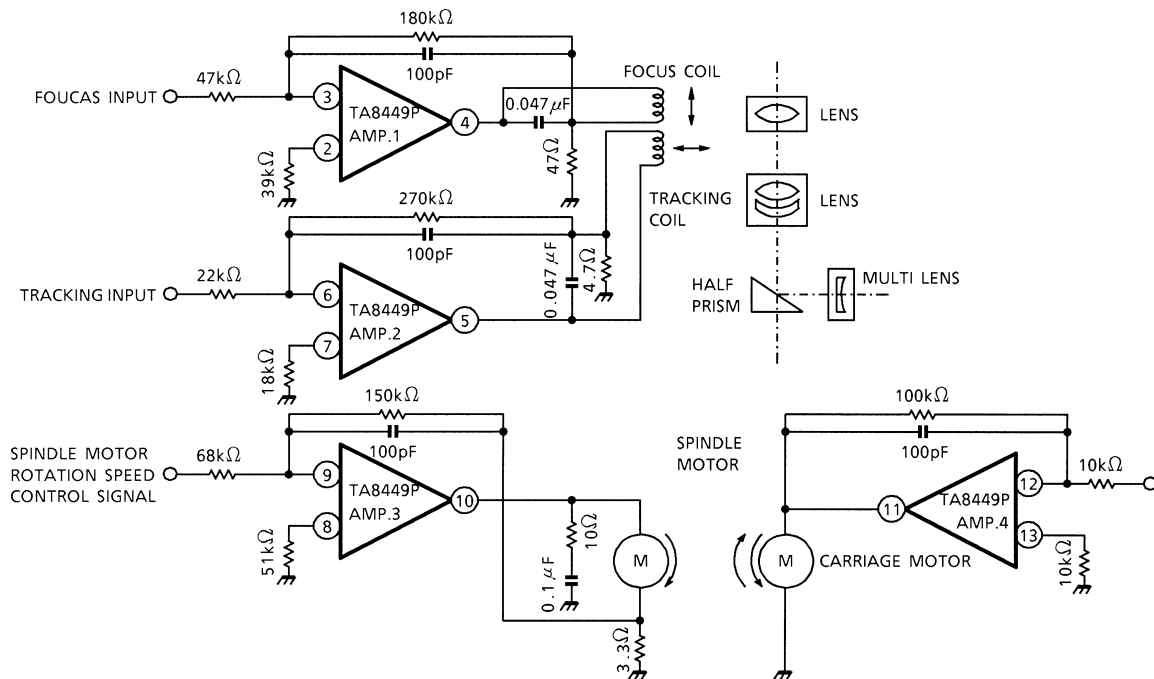 180kΩ
100pF
47kΩ
FOUCAS INPUT
3
TA8449P
AMP.1
4
2
39kΩ
0.047μF
47Ω
FOCUS COIL
TRACKING
COIL
LENS
LENS
HALF
PRISM
MULTI LENS
270kΩ
100pF
22kΩ
TRACKING INPUT
6
TA8449P
AMP.2
5
7
18kΩ
0.047μF
4.7Ω
150kΩ
100pF
SPINDLE MOTOR
ROTATION SPEED
CONTROL SIGNAL
68kΩ
9
TA8449P
AMP.3
10
8
51kΩ
10Ω
0.1μF
M
3.3Ω
SPINDLE
MOTOR
100kΩ
100pF
11
TA8449P
AMP.4
12
10kΩ
13
10kΩ
M
CARRIAGE MOTOR